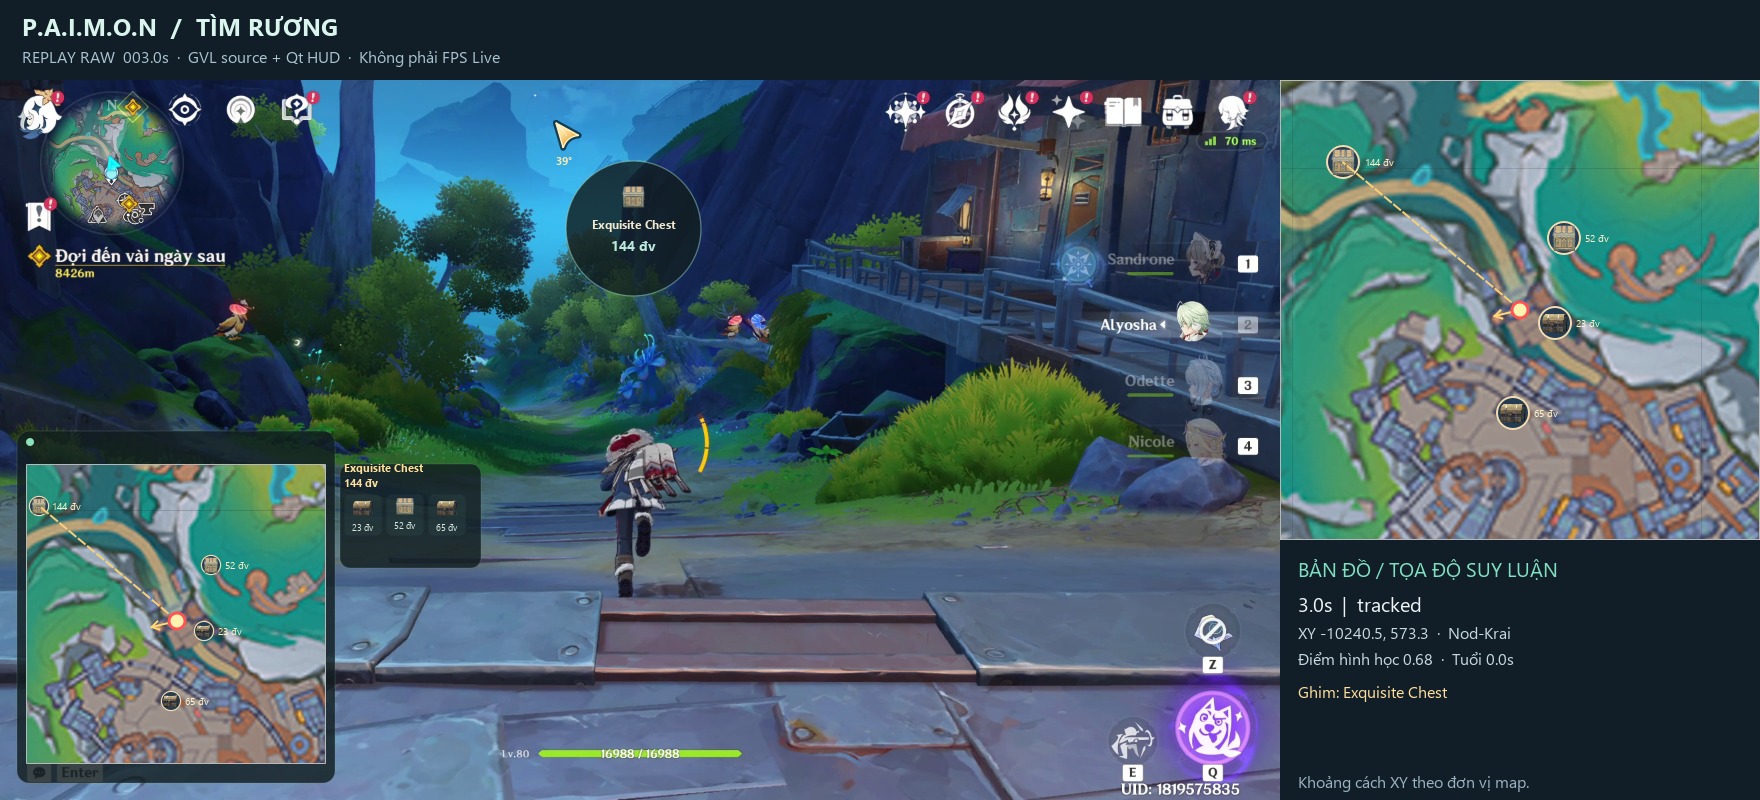 P.A.I.M.O.N / TÌM RƯƠNG
REPLAY RAW 003.0s · GVL source + Qt HUD · Không phải FPS Live
N
39°
70 ms
Exquisite Chest
144 đv
Đợi đến vài ngày sau
8426m
Sandrone 1
Alyosha 2
Odette 3
Nicole 4
144 đv
52 đv
23 đv
65 đv
Exquisite Chest
144 đv
23 đv
52 đv
65 đv
144 đv
52 đv
23 đv
65 đv
Enter
Lv.80
16988 / 16988
Z
E
Q
UID: 1819575835
BẢN ĐỒ / TỌA ĐỘ SUY LUẬN
3.0s | tracked
XY -10240.5, 573.3 · Nod-Krai
Điểm hình học 0.68 · Tuổi 0.0s
Ghim: Exquisite Chest
Khoảng cách XY theo đơn vị map.